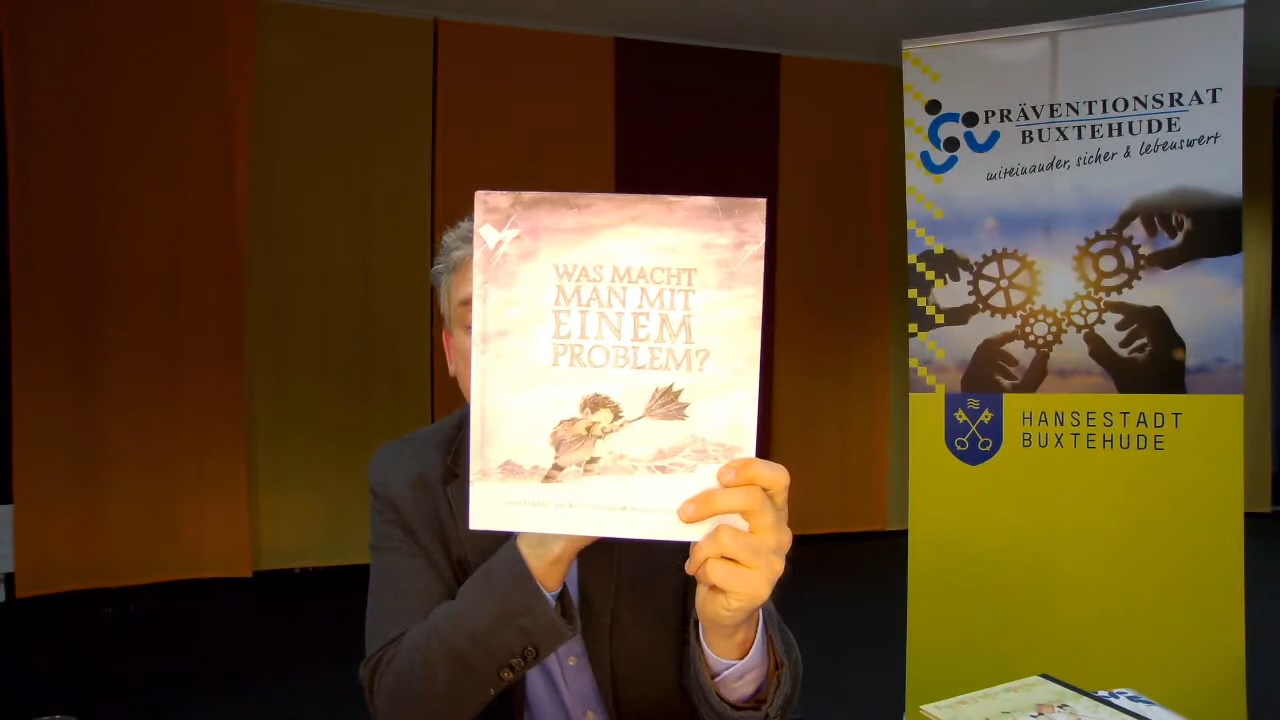 WAS MACHT
MAN MIT
EINEM
PROBLEM?
PRÄVENTIONSRAT
BUXTEHUDE
miteinander, sicher & lebenswert
HANSESTADT
BUXTEHUDE